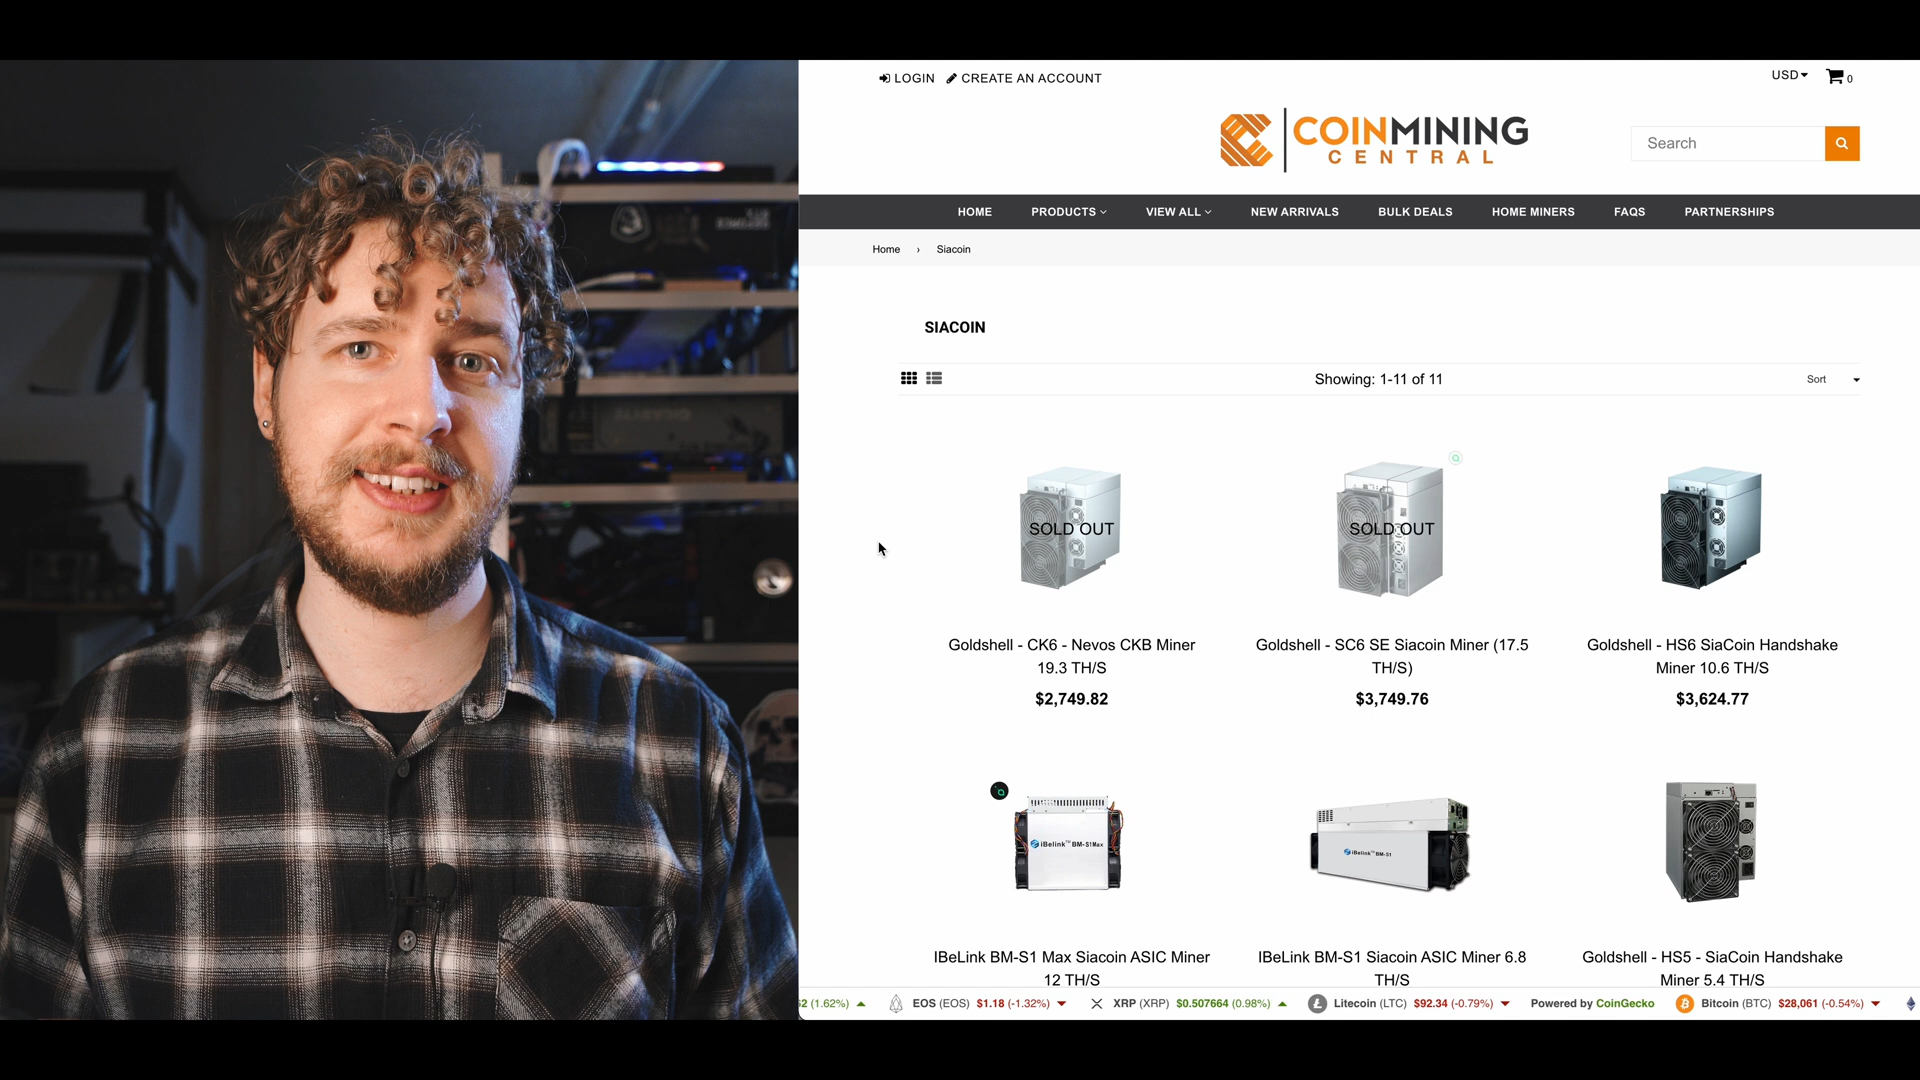 LOGIN CREATE AN ACCOUNT
USD 0
COINMINING
CENTRAL
Search
HOME PRODUCTS VIEW ALL NEW ARRIVALS BULK DEALS HOME MINERS FAQS PARTNERSHIPS
Home › Siacoin
SIACOIN
Showing: 1-11 of 11
Sort
SOLD OUT
SOLD OUT
Goldshell - CK6 - Nevos CKB Miner
19.3 TH/S
$2,749.82
Goldshell - SC6 SE Siacoin Miner (17.5
TH/S)
$3,749.76
Goldshell - HS6 SiaCoin Handshake
Miner 10.6 TH/S
$3,624.77
iBelink™ BM-S1Max
iBelink™ BM-S1
IBeLink BM-S1 Max Siacoin ASIC Miner
12 TH/S
IBeLink BM-S1 Siacoin ASIC Miner 6.8
TH/S
Goldshell - HS5 - SiaCoin Handshake
Miner 5.4 TH/S
(1.62%) EOS (EOS) $1.18 (-1.32%) XRP (XRP) $0.507664 (0.98%) Litecoin (LTC) $92.34 (-0.79%) Powered by CoinGecko Bitcoin (BTC) $28,061 (-0.54%)